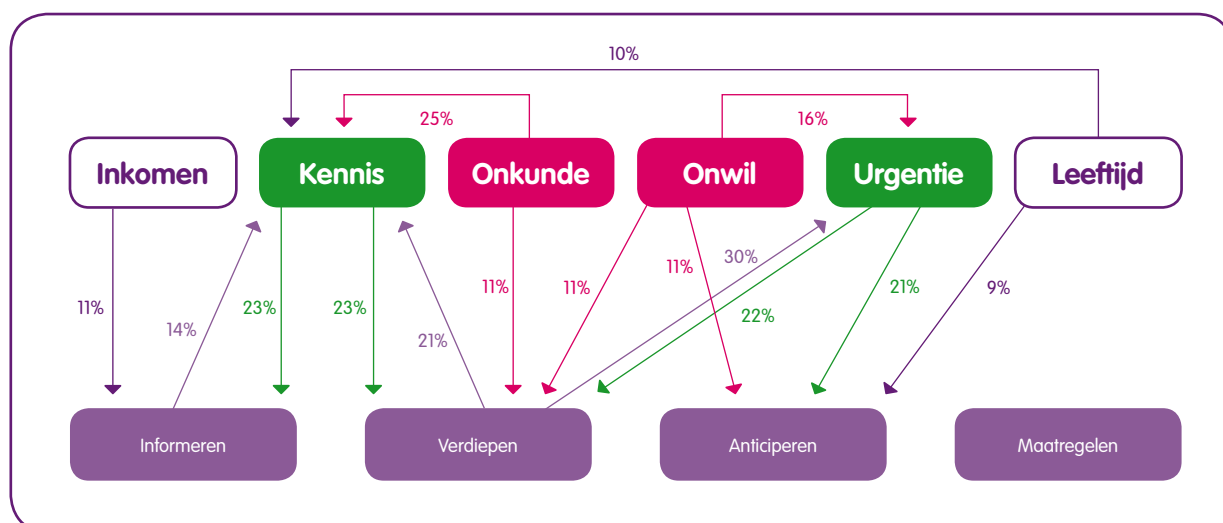 10%
25%
16%
Inkomen
Kennis
Onkunde
Onwil
Urgentie
Leeftijd
11%
14%
23%
23%
21%
11%
11%
11%
30%
22%
21%
9%
Informeren
Verdiepen
Anticiperen
Maatregelen